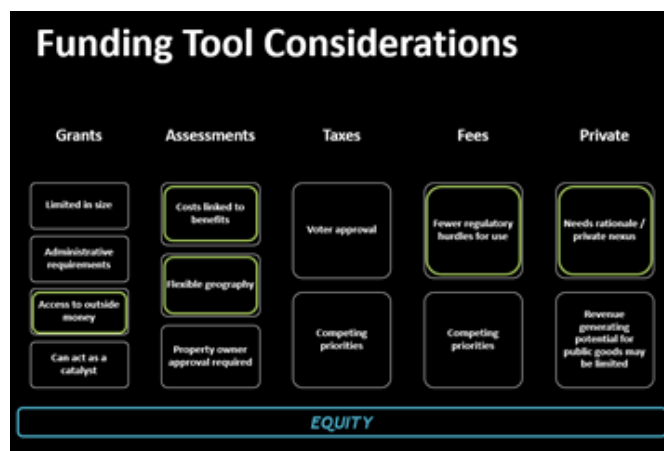 Funding Tool Considerations
Grants
Assessments
Taxes
Fees
Private
Limited in size
Administrative
requirements
Access to outside
money
Can act as a
catalyst
Costs linked to
benefits
Flexible geography
Property owner
approval required
Voter approval
Competing
priorities
Fewer regulatory
hurdles for use
Competing
priorities
Needs rationale /
private nexus
Revenue
generating
potential for
public goods may
be limited
EQUITY